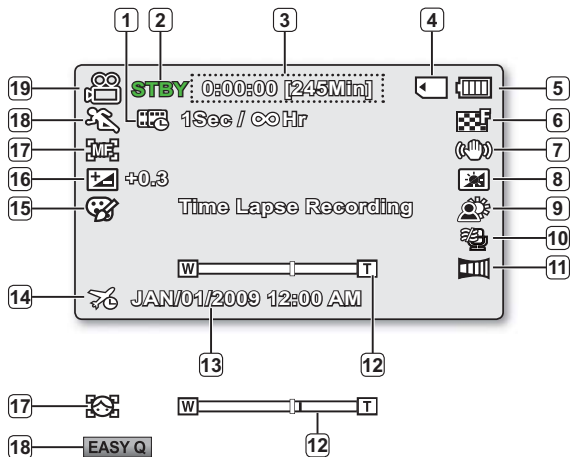 1 2 3 4
19 STBY 0:00:00 [245Min] 5
18 1Sec / ∞ Hr F 6
17 MF 7
16 +0.3 8
15 Time Lapse Recording 9
10
W T 11
14 JAN/01/2009 12:00 AM
13 12
17 W T
18 EASY Q 12